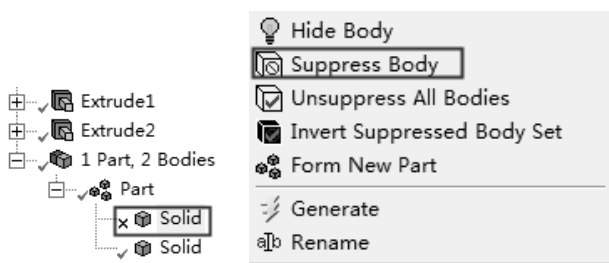 Extrude1
Extrude2
1 Part, 2 Bodies
Part
Solid
Solid
Hide Body
Suppress Body
Unsuppress All Bodies
Invert Suppressed Body Set
Form New Part
Generate
Rename